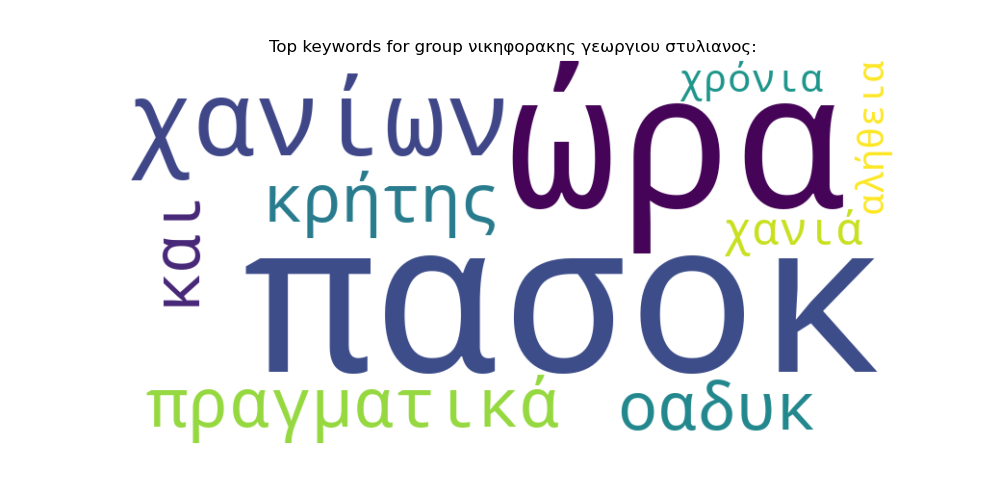 Top keywords for group νικηφορακης γεωργιου στυλιανος:
χανίων
ώρα
χρόνια
αλήθεια
κρήτης
και
χανιά
πασοκ
πραγματικά
οαδυκ